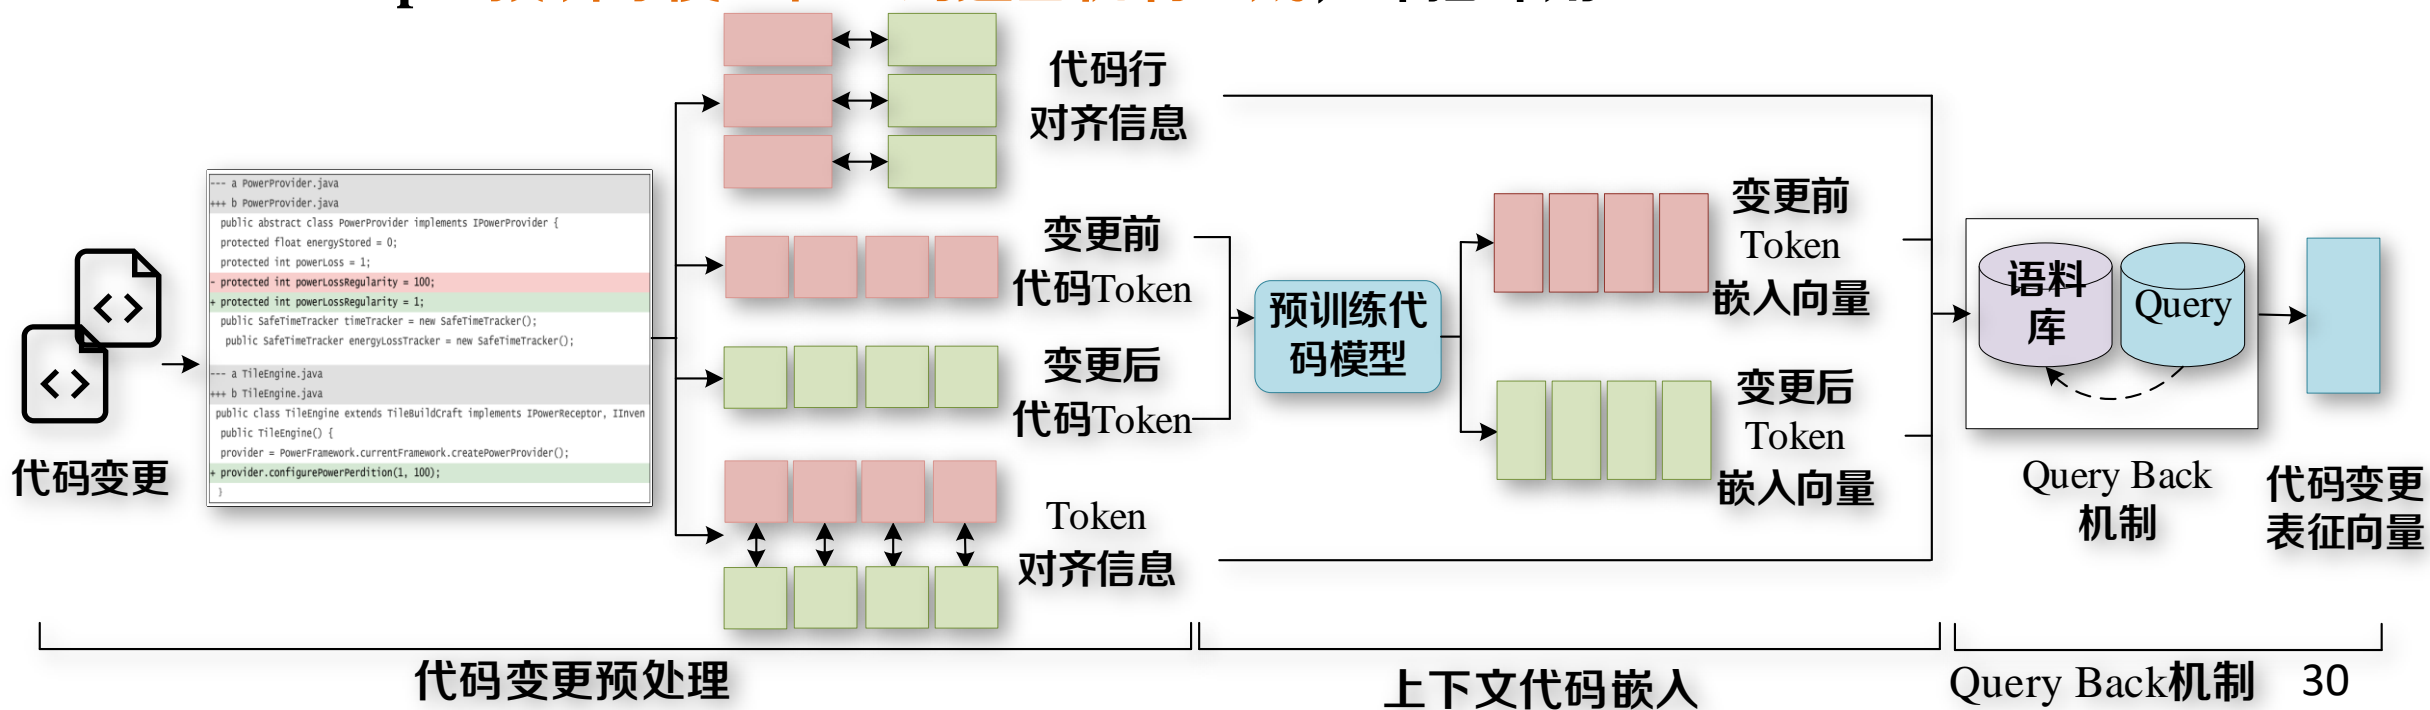 代码行
对齐信息
--- a PowerProvider.java
+++ b PowerProvider.java
public abstract class PowerProvider implements IPowerProvider {
protected float energyStored = 0;
protected int powerLoss = 1;
- protected int powerLossRegularity = 100;
+ protected int powerLossRegularity = 1;
public SafeTimeTracker timeTracker = new SafeTimeTracker();
public SafeTimeTracker energyLossTracker = new SafeTimeTracker();
--- a TileEngine.java
+++ b TileEngine.java
public class TileEngine extends TileBuildCraft implements IPowerReceptor, IInven
public TileEngine() {
provider = PowerFramework.currentFramework.createPowerProvider();
+ provider.configurePowerPerdition(1, 100);
}
代码变更
变更前
代码Token
变更后
代码Token
Token
对齐信息
预训练代
码模型
变更前
Token
嵌入向量
变更后
Token
嵌入向量
语料
库
Query
Query Back
机制
代码变更
表征向量
代码变更预处理
上下文代码嵌入
Query Back机制
30